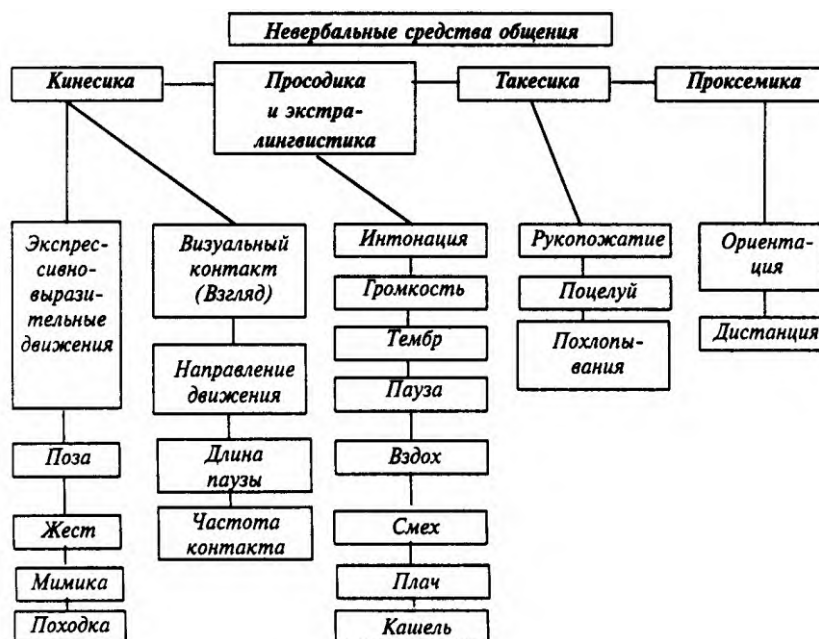 Невербальные средства общения
Кинесика
Просодика
и экстра-
лингвистика
Такесика
Проксемика
Экспрес-
сивно-
вырази-
тельные
движения
Поза
Жест
Мимика
Походка
Визуальный
контакт
(Взгляд)
Направление
движения
Длина
паузы
Частота
контакта
Интонация
Громкость
Тембр
Пауза
Вздох
Смех
Плач
Кашель
Рукопожатие
Поцелуй
Похлопы-
вания
Ориента-
ция
Дистанция